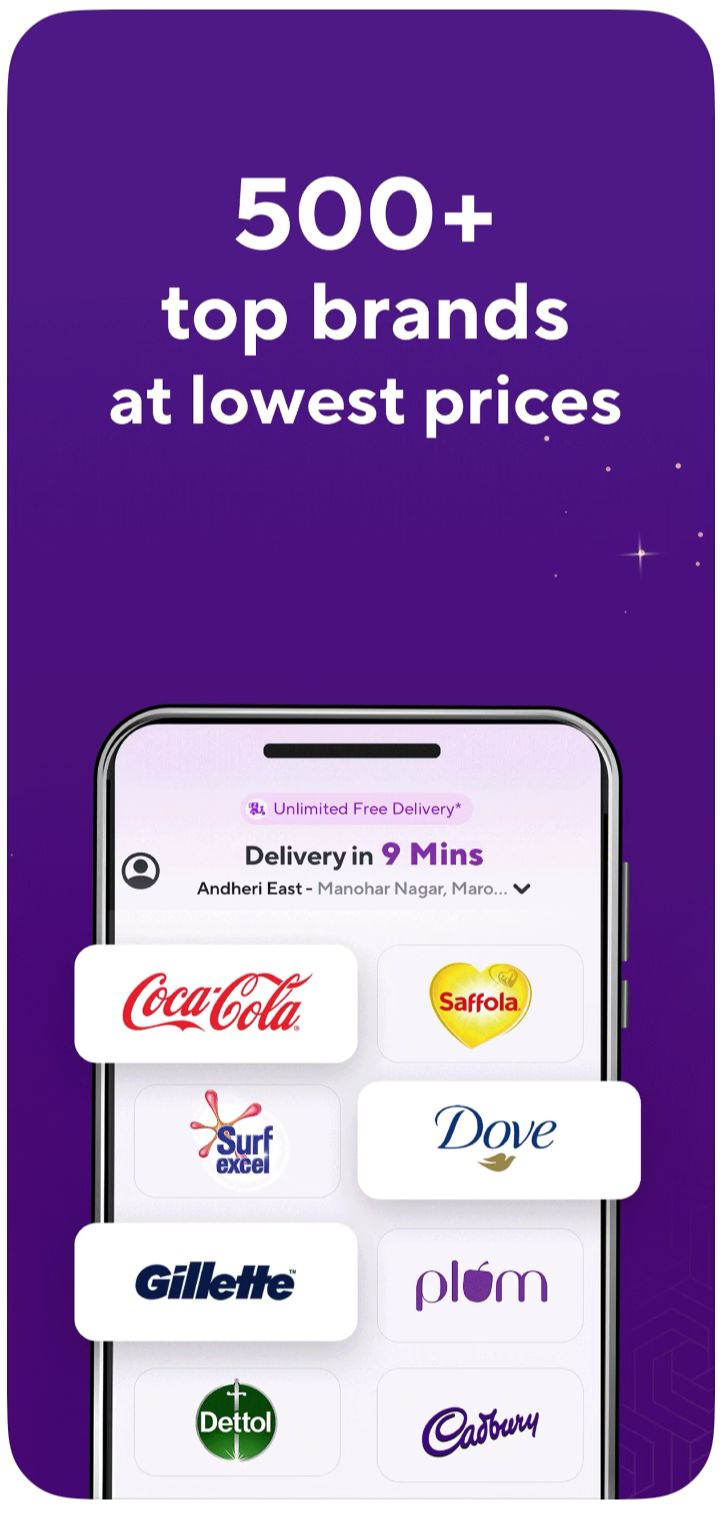 500+
top brands
at lowest prices
Unlimited Free Delivery*
Delivery in 9 Mins
Andheri East - Manohar Nagar, Maro...
Coca-Cola
Saffola
Surf
excel
Dove
Gillette™
plum
Dettol
Cadbury